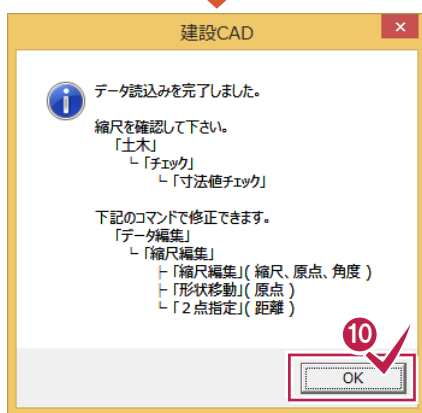 建設CAD
×
データ読込みを完了しました。
縮尺を確認して下さい。
「土木」
└「チェック」
└「寸法値チェック」
下記のコマンドで修正できます。
「データ編集」
└「縮尺編集」
├「縮尺編集」( 縮尺、原点、角度 )
├「形状移動」( 原点 )
└「２点指定」( 距離 )
❿
OK